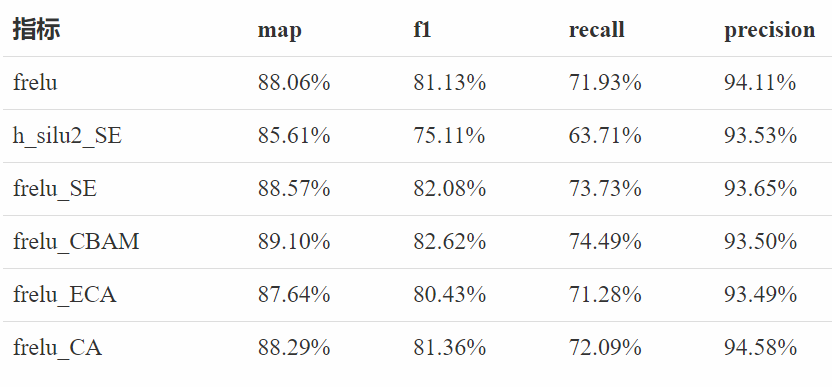 指标 map f1 recall precision
frelu 88.06% 81.13% 71.93% 94.11%
h_silu2_SE 85.61% 75.11% 63.71% 93.53%
frelu_SE 88.57% 82.08% 73.73% 93.65%
frelu_CBAM 89.10% 82.62% 74.49% 93.50%
frelu_ECA 87.64% 80.43% 71.28% 93.49%
frelu_CA 88.29% 81.36% 72.09% 94.58%